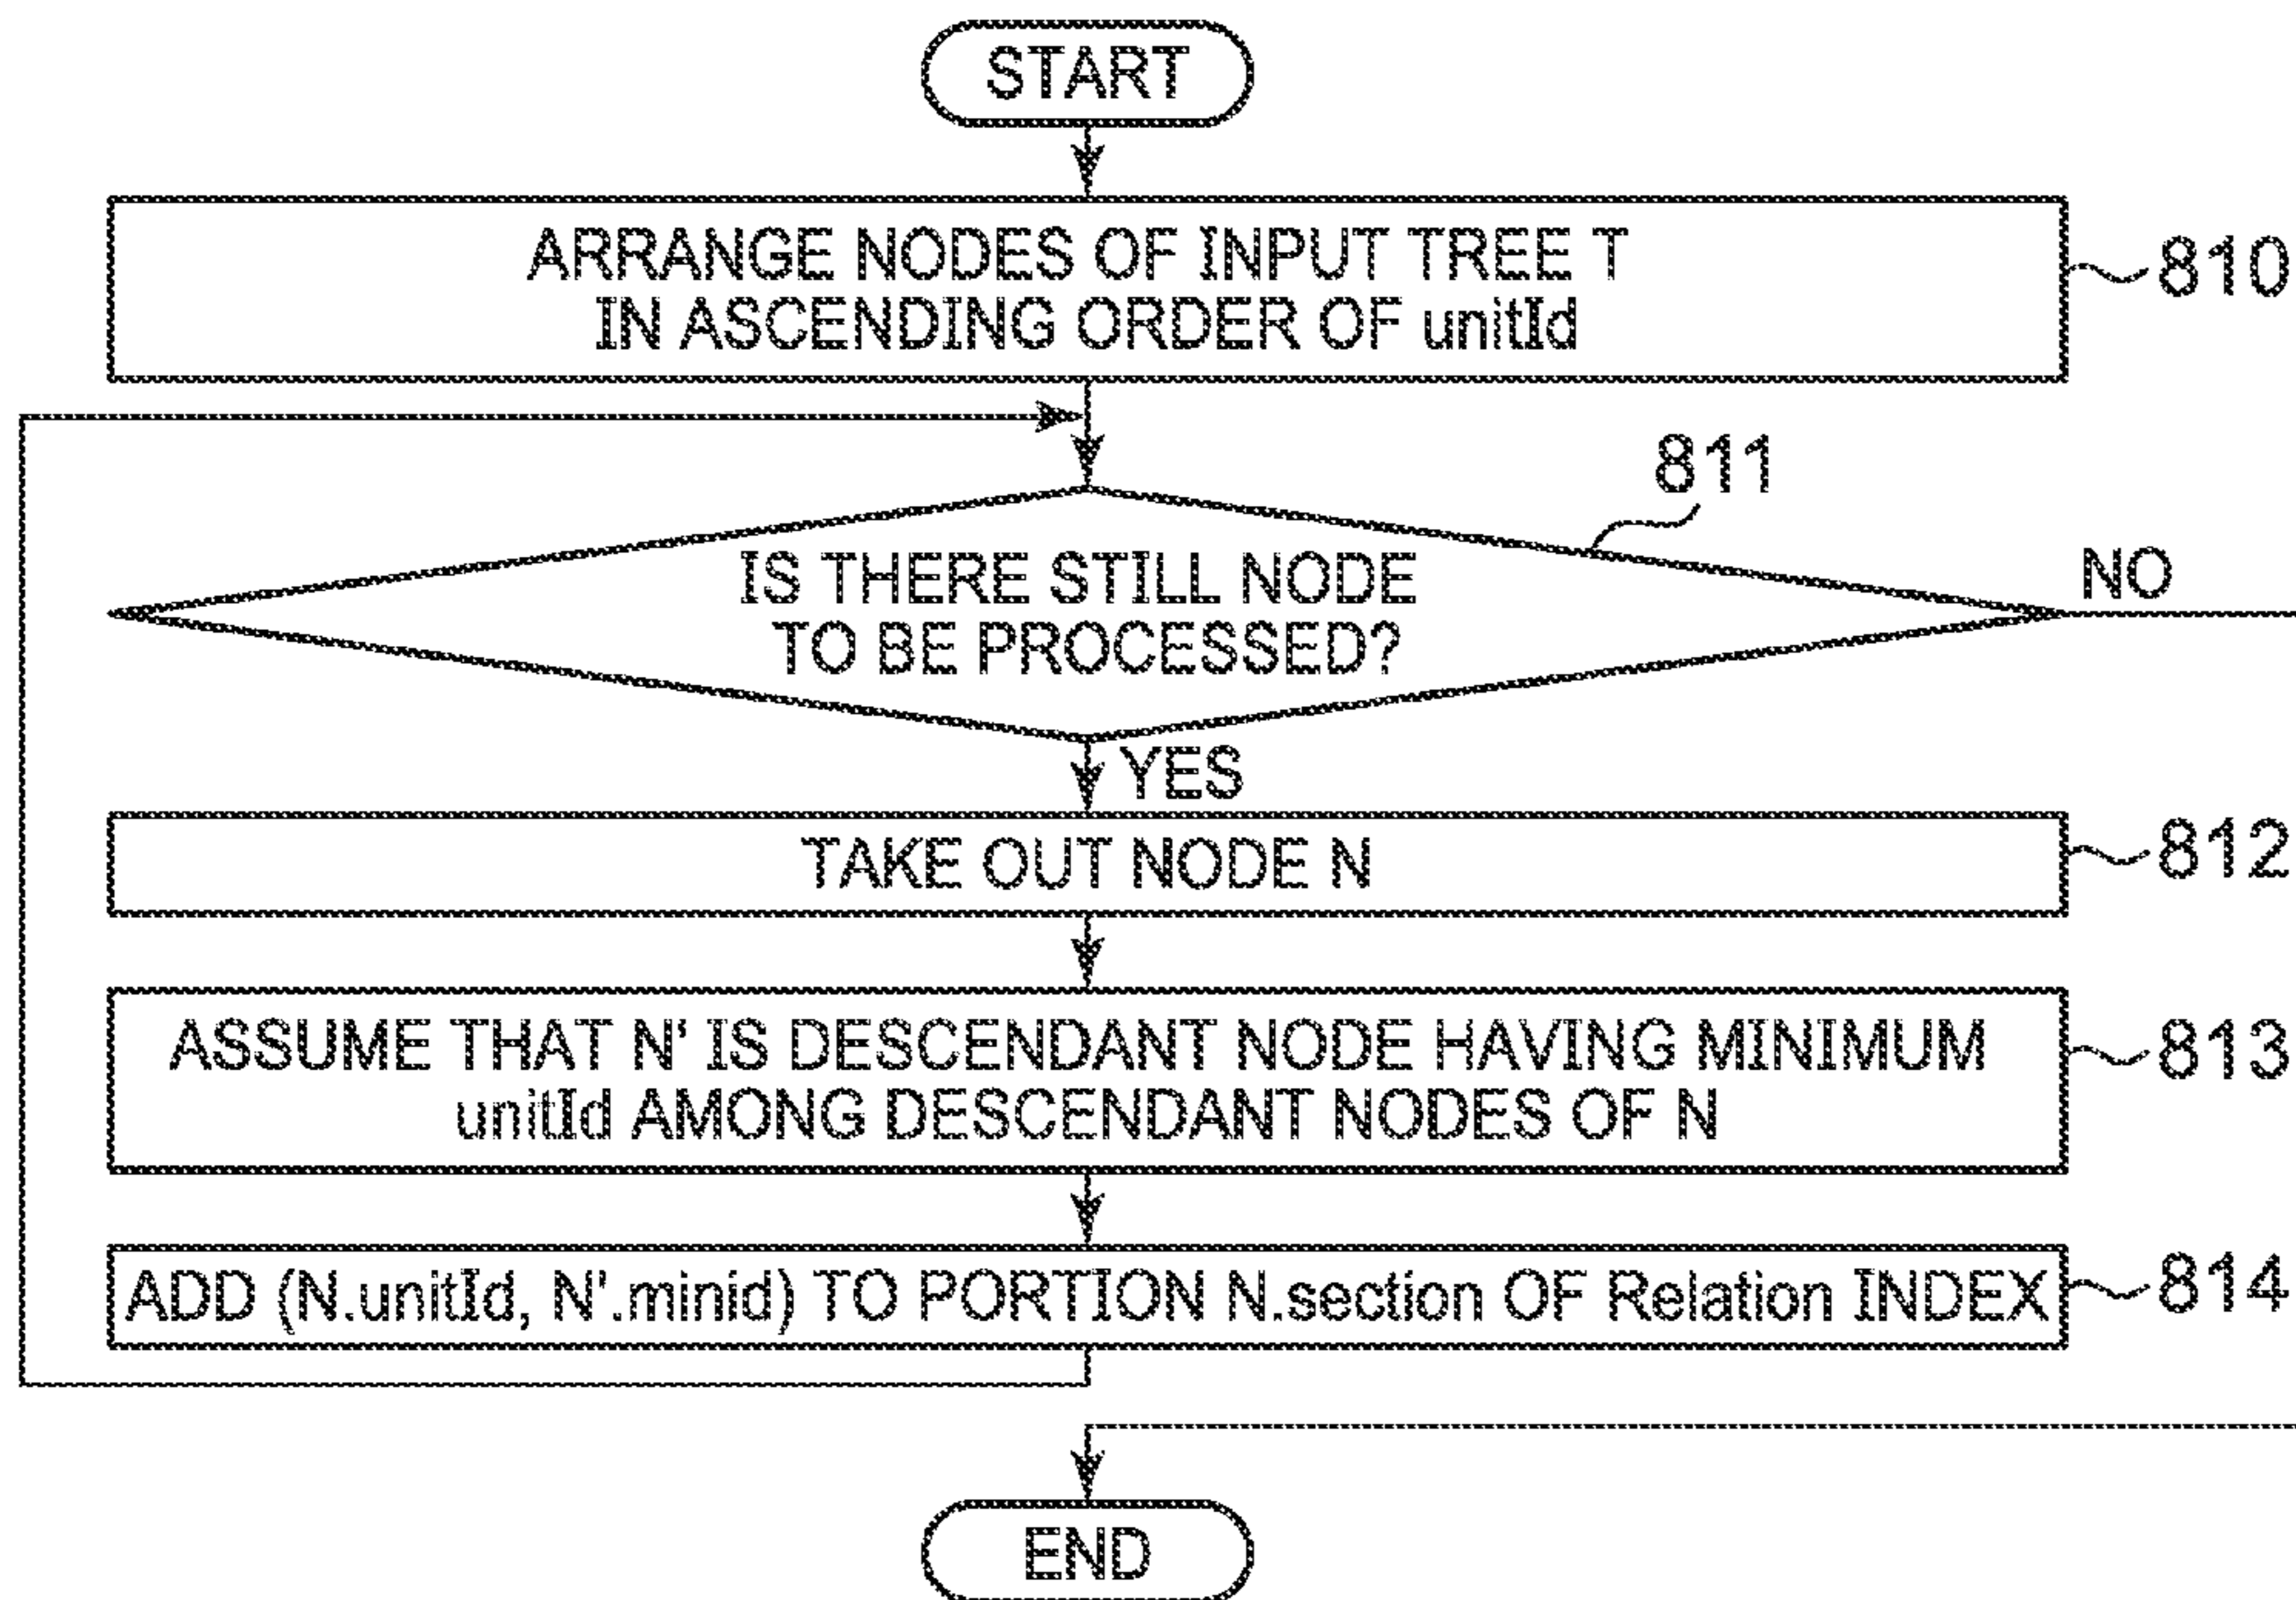 START
ARRANGE NODES OF INPUT TREE T
IN ASCENDING ORDER OF unitId
810
811
IS THERE STILL NODE
TO BE PROCESSED?
NO
YES
TAKE OUT NODE N
812
ASSUME THAT N' IS DESCENDANT NODE HAVING MINIMUM
unitId AMONG DESCENDANT NODES OF N
813
ADD (N.unitId, N'.minid) TO PORTION N.section OF Relation INDEX
814
END